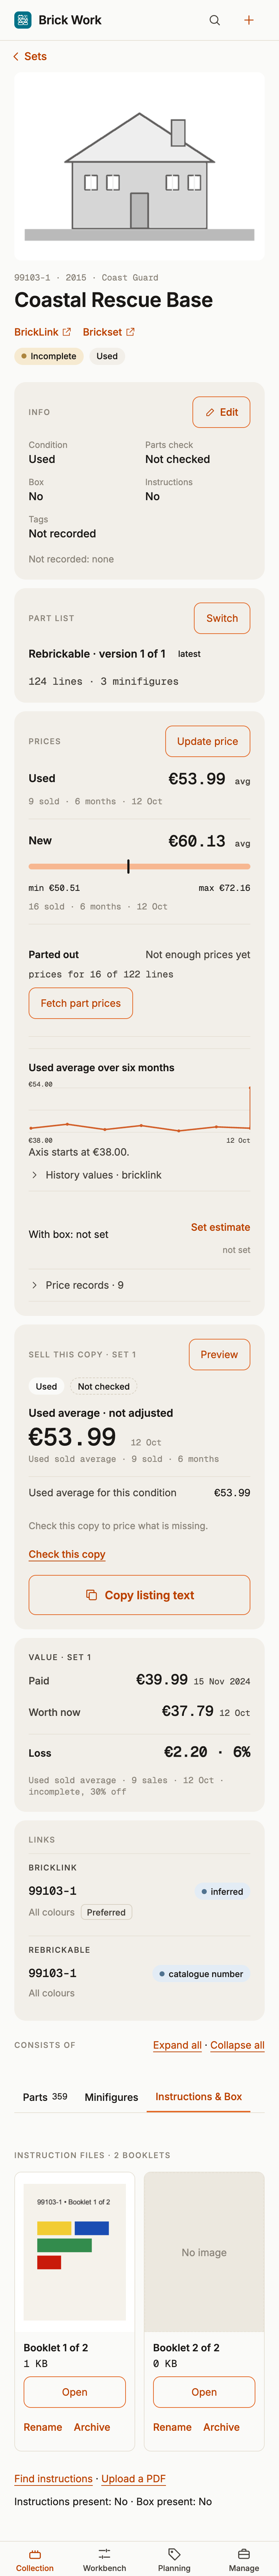 Brick Work
Sets
99103-1 · 2015 · Coast Guard
Coastal Rescue Base
BrickLink Brickset
Incomplete Used
INFO Edit
Condition Parts check
Used Not checked
Box Instructions
No No
Tags
Not recorded
Not recorded: none
PART LIST Switch
Rebrickable · version 1 of 1 latest
124 lines · 3 minifigures
PRICES Update price
Used €53.99 avg
9 sold · 6 months · 12 Oct
New €60.13 avg
min €50.51 max €72.16
16 sold · 6 months · 12 Oct
Parted out Not enough prices yet
prices for 16 of 122 lines
Fetch part prices
Used average over six months
€54.00
€38.00 12 Oct
Axis starts at €38.00.
History values · bricklink
With box: not set Set estimate
not set
Price records · 9
SELL THIS COPY · SET 1 Preview
Used Not checked
Used average · not adjusted
€53.99 12 Oct
Used sold average · 9 sold · 6 months
Used average for this condition €53.99
Check this copy to price what is missing.
Check this copy
Copy listing text
VALUE · SET 1
Paid €39.99 15 Nov 2024
Worth now €37.79 12 Oct
Loss €2.20 · 6%
Used sold average · 9 sales · 12 Oct ·
incomplete, 30% off
LINKS
BRICKLINK
99103-1 inferred
All colours Preferred
REBRICKABLE
99103-1 catalogue number
All colours
CONSISTS OF Expand all · Collapse all
Parts 359 Minifigures Instructions & Box
INSTRUCTION FILES · 2 BOOKLETS
99103-1 • Booklet 1 of 2
No image
Booklet 1 of 2 Booklet 2 of 2
1 KB 0 KB
Open Open
Rename Archive Rename Archive
Find instructions · Upload a PDF
Instructions present: No · Box present: No
Collection Workbench Planning Manage